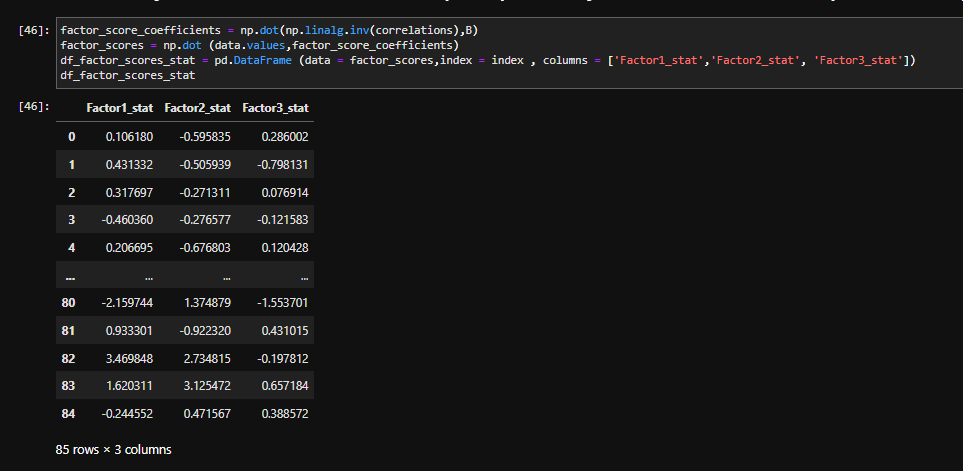 [46]: factor_score_coefficients = np.dot(np.linalg.inv(correlations),B)
factor_scores = np.dot (data.values,factor_score_coefficients)
df_factor_scores_stat = pd.DataFrame (data = factor_scores,index = index , columns = ['Factor1_stat','Factor2_stat', 'Factor3_stat'])
df_factor_scores_stat
[46]: Factor1_stat Factor2_stat Factor3_stat
0 0.106180 -0.595835 0.286002
1 0.431332 -0.505939 -0.798131
2 0.317697 -0.271311 0.076914
3 -0.460360 -0.276577 -0.121583
4 0.206695 -0.676803 0.120428
... ... ... ...
80 -2.159744 1.374879 -1.553701
81 0.933301 -0.922320 0.431015
82 3.469848 2.734815 -0.197812
83 1.620311 3.125472 0.657184
84 -0.244552 0.471567 0.388572
85 rows × 3 columns